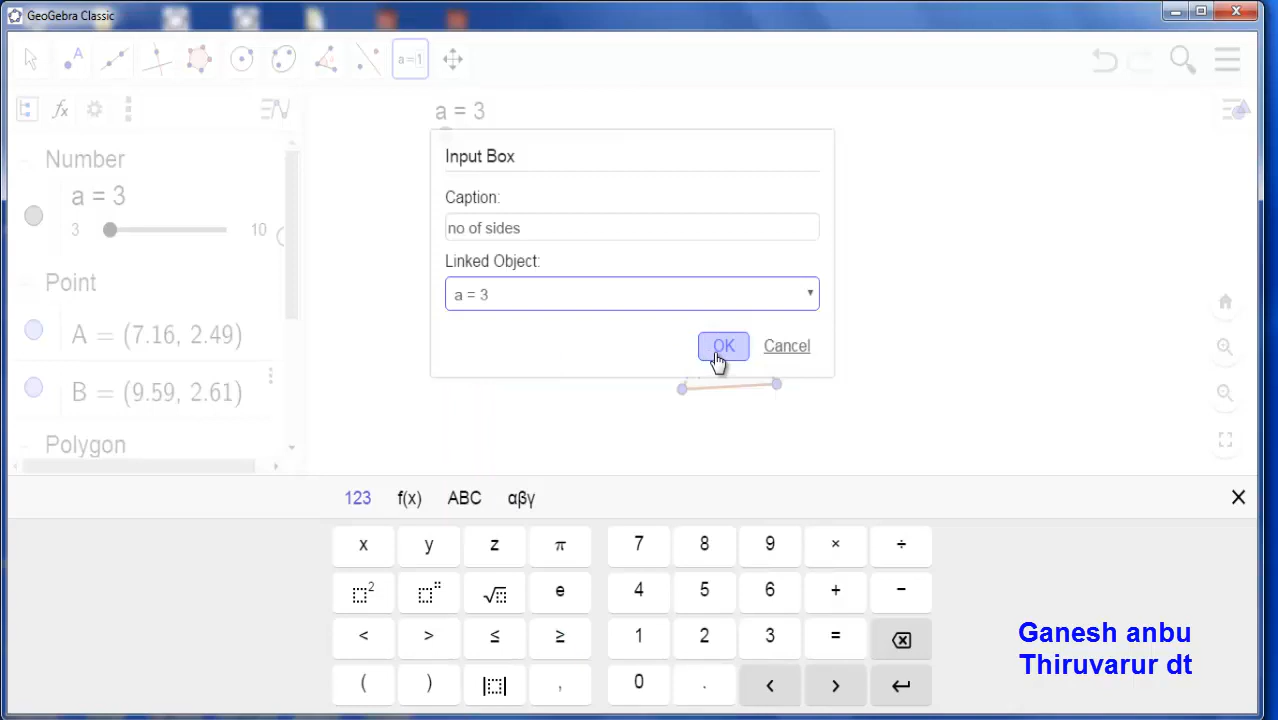 GeoGebra Classic
a = 1
fx
a = 3
Number
a = 3
3
10
Point
A = (7.16, 2.49)
B = (9.59, 2.61)
Polygon
Input Box
Caption:
no of sides
Linked Object:
a = 3
OK
Cancel
123 f(x) ABC αβγ
x y z π 7 8 9 × ÷
e 4 5 6 + −
< > ≤ ≥ 1 2 3 =
( ) , 0 . < >
Ganesh anbu
Thiruvarur dt